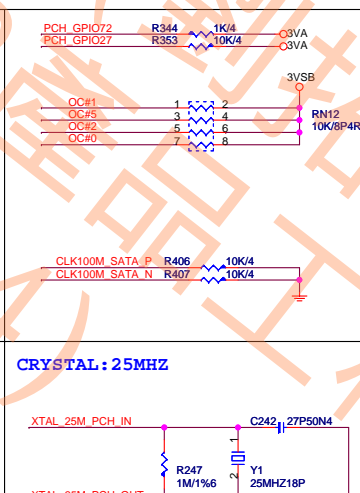 PCH_GPIO72 R344 1K/4 3VA
PCH_GPIO27 R353 10K/4 3VA
3VSB
OC#1 1 2
OC#5 3 4 RN12
OC#2 5 6 10K/8P4R
OC#0 7 8
CLK100M_SATA_P R406 10K/4
CLK100M_SATA_N R407 10K/4
CRYSTAL:25MHZ
XTAL_25M_PCH_IN C242 27P50N4
1
R247 Y1
1M/1%6 2 25MHZ18P
XTAL_25M_PCH_OUT